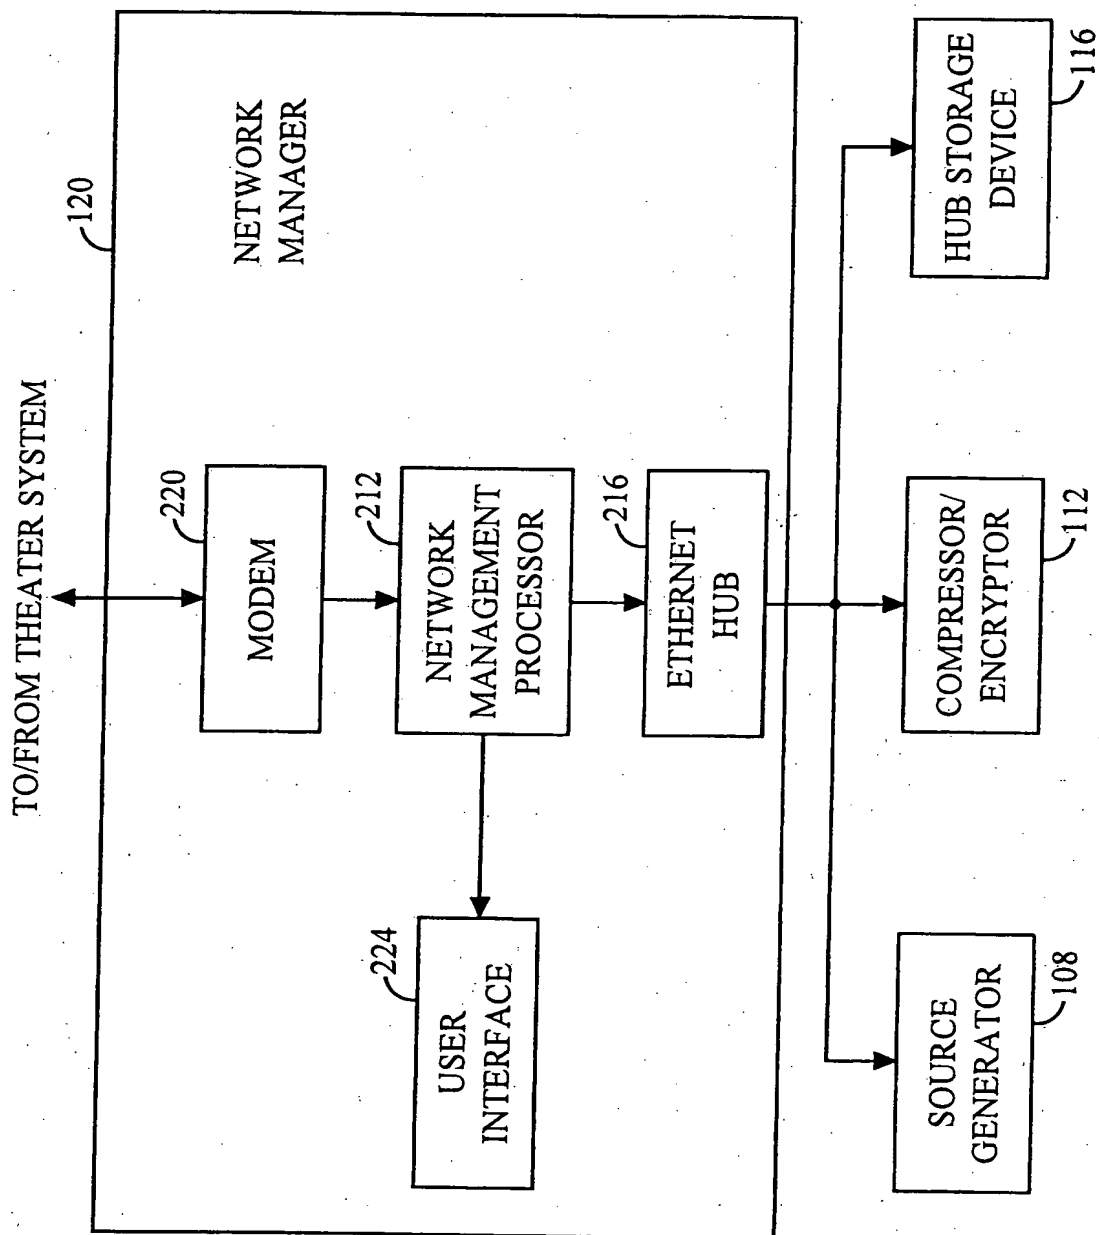 TO/FROM THEATER SYSTEM
120
NETWORK
MANAGER
220
MODEM
212
NETWORK
MANAGEMENT
PROCESSOR
216
ETHERNET
HUB
224
USER
INTERFACE
SOURCE
GENERATOR
108
COMPRESSOR/
ENCRYPTOR
112
HUB STORAGE
DEVICE
116